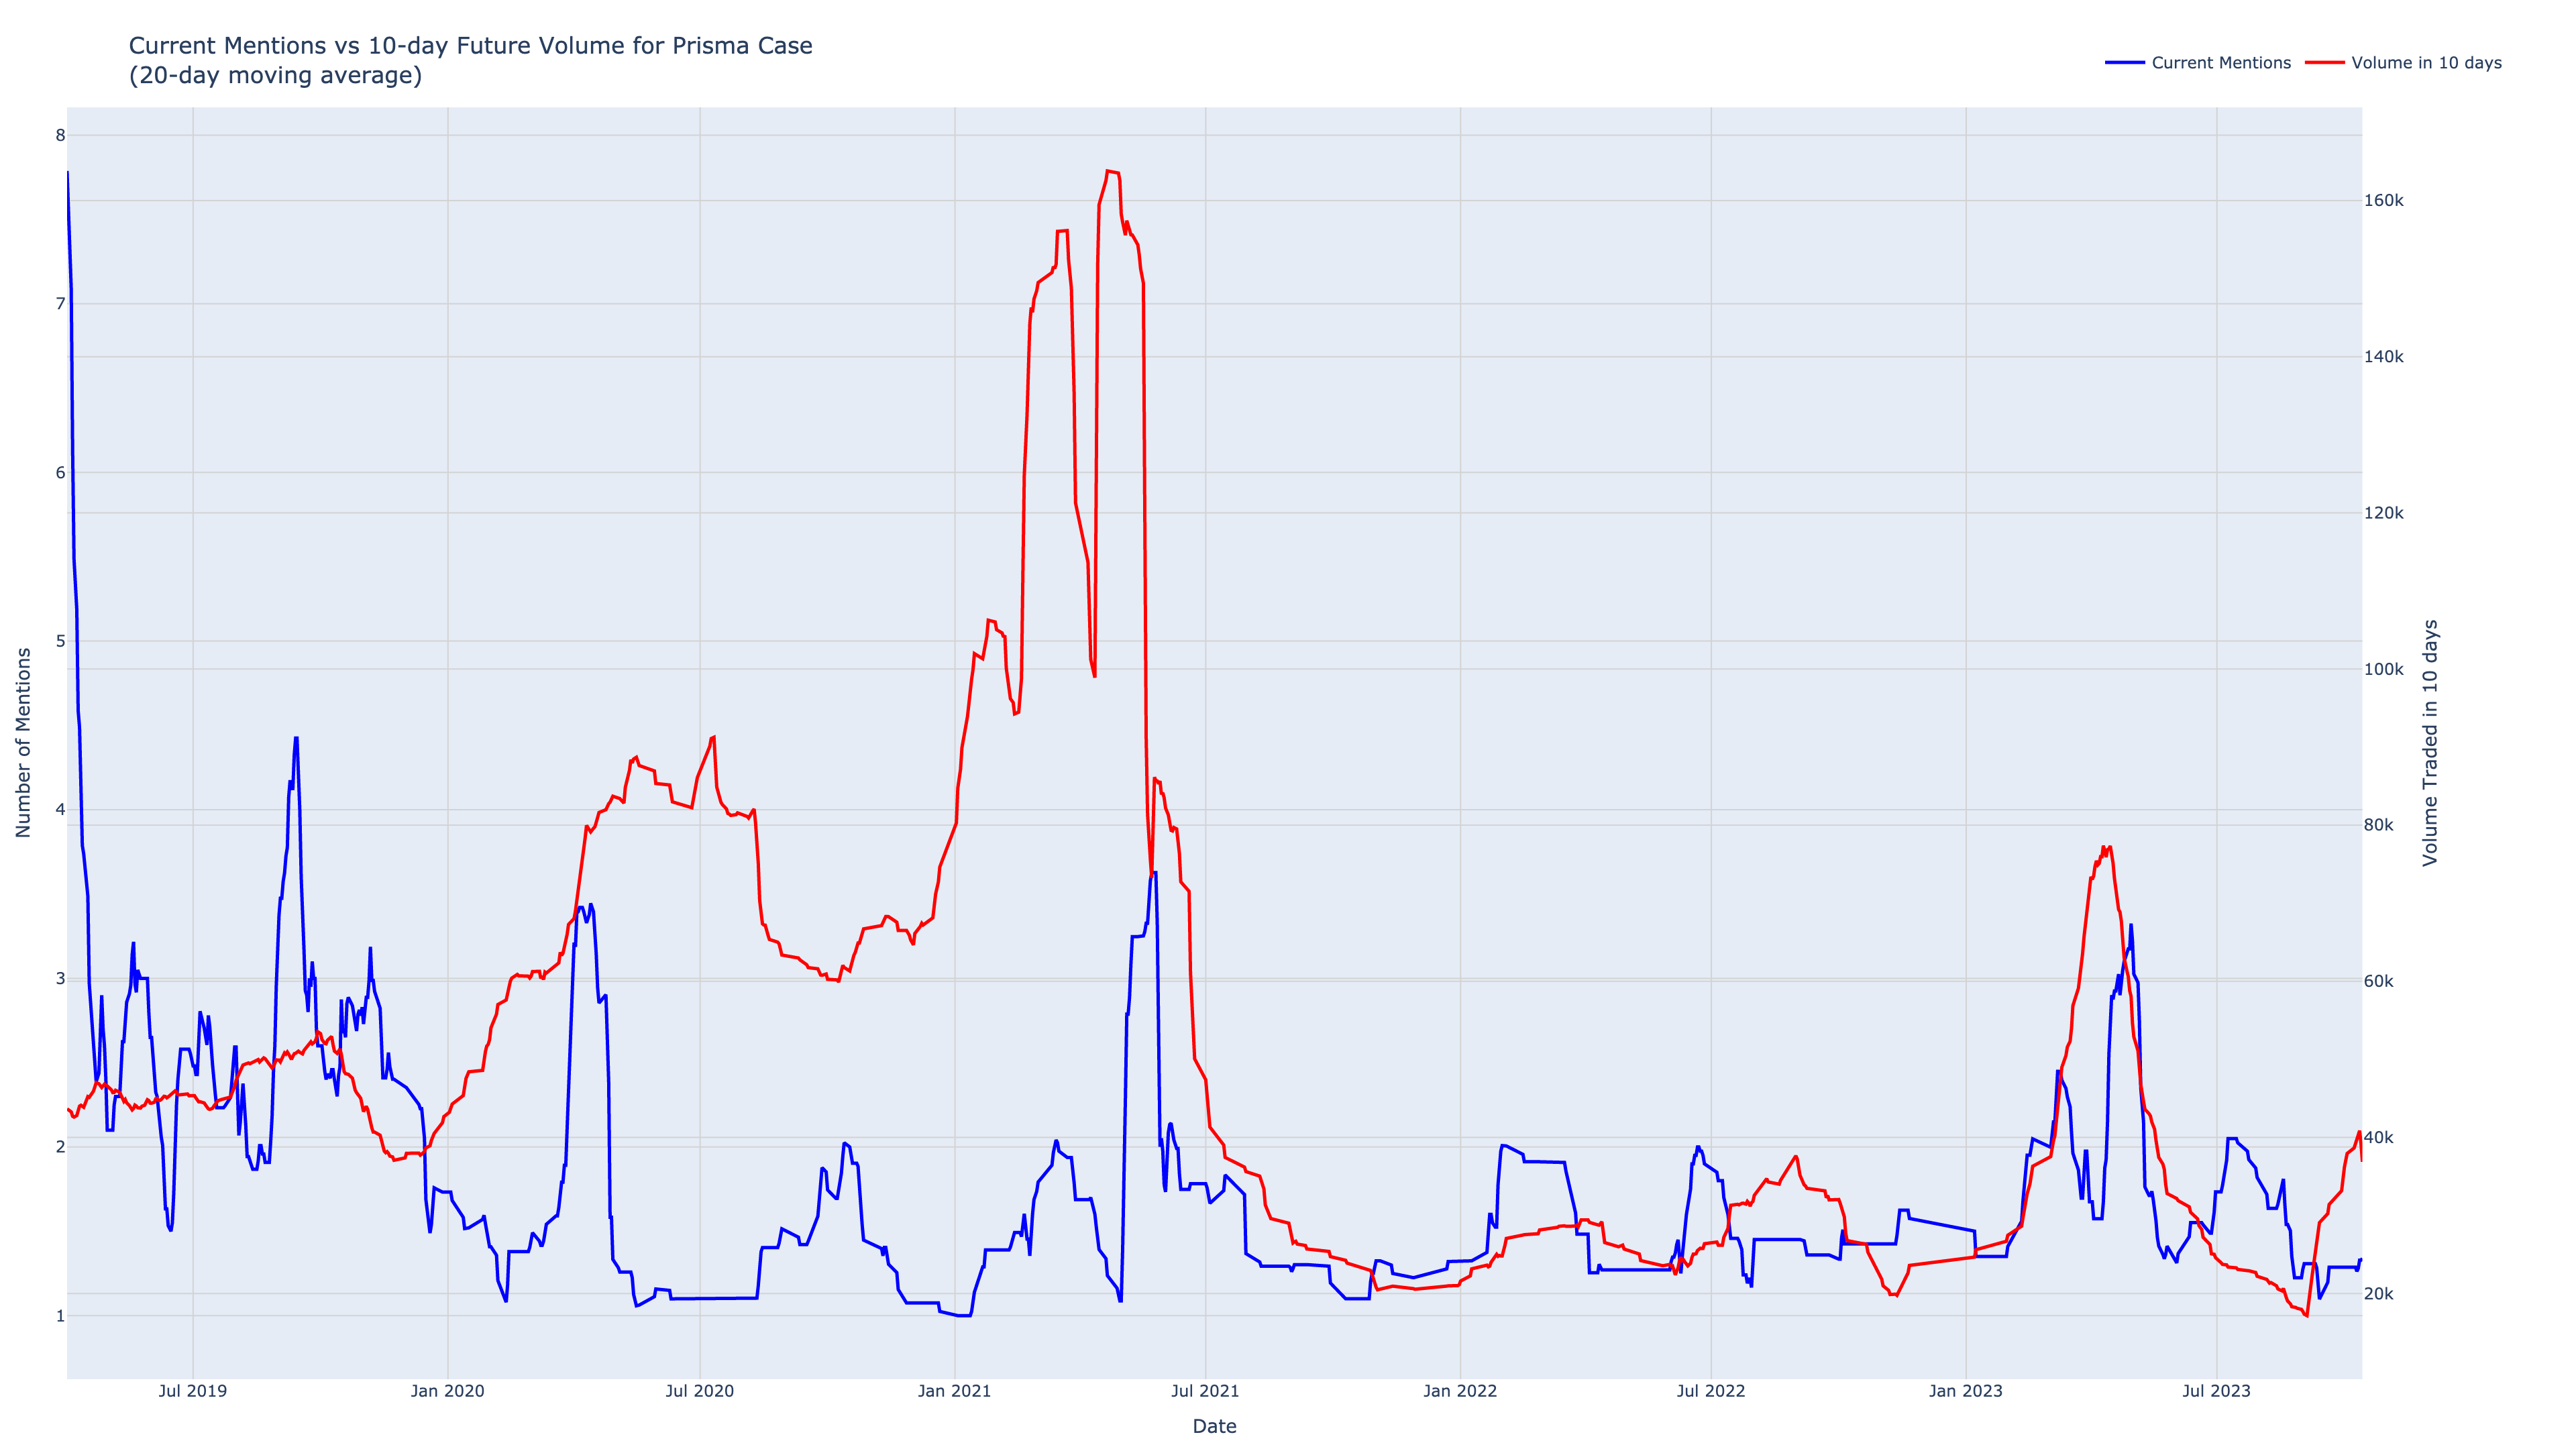 Current Mentions vs 10-day Future Volume for Prisma Case
(20-day moving average)
Current Mentions
Volume in 10 days
8
7
6
5
4
3
2
1
Number of Mentions
160k
140k
120k
100k
80k
60k
40k
20k
Volume Traded in 10 days
Jul 2019
Jan 2020
Jul 2020
Jan 2021
Jul 2021
Jan 2022
Jul 2022
Jan 2023
Jul 2023
Date